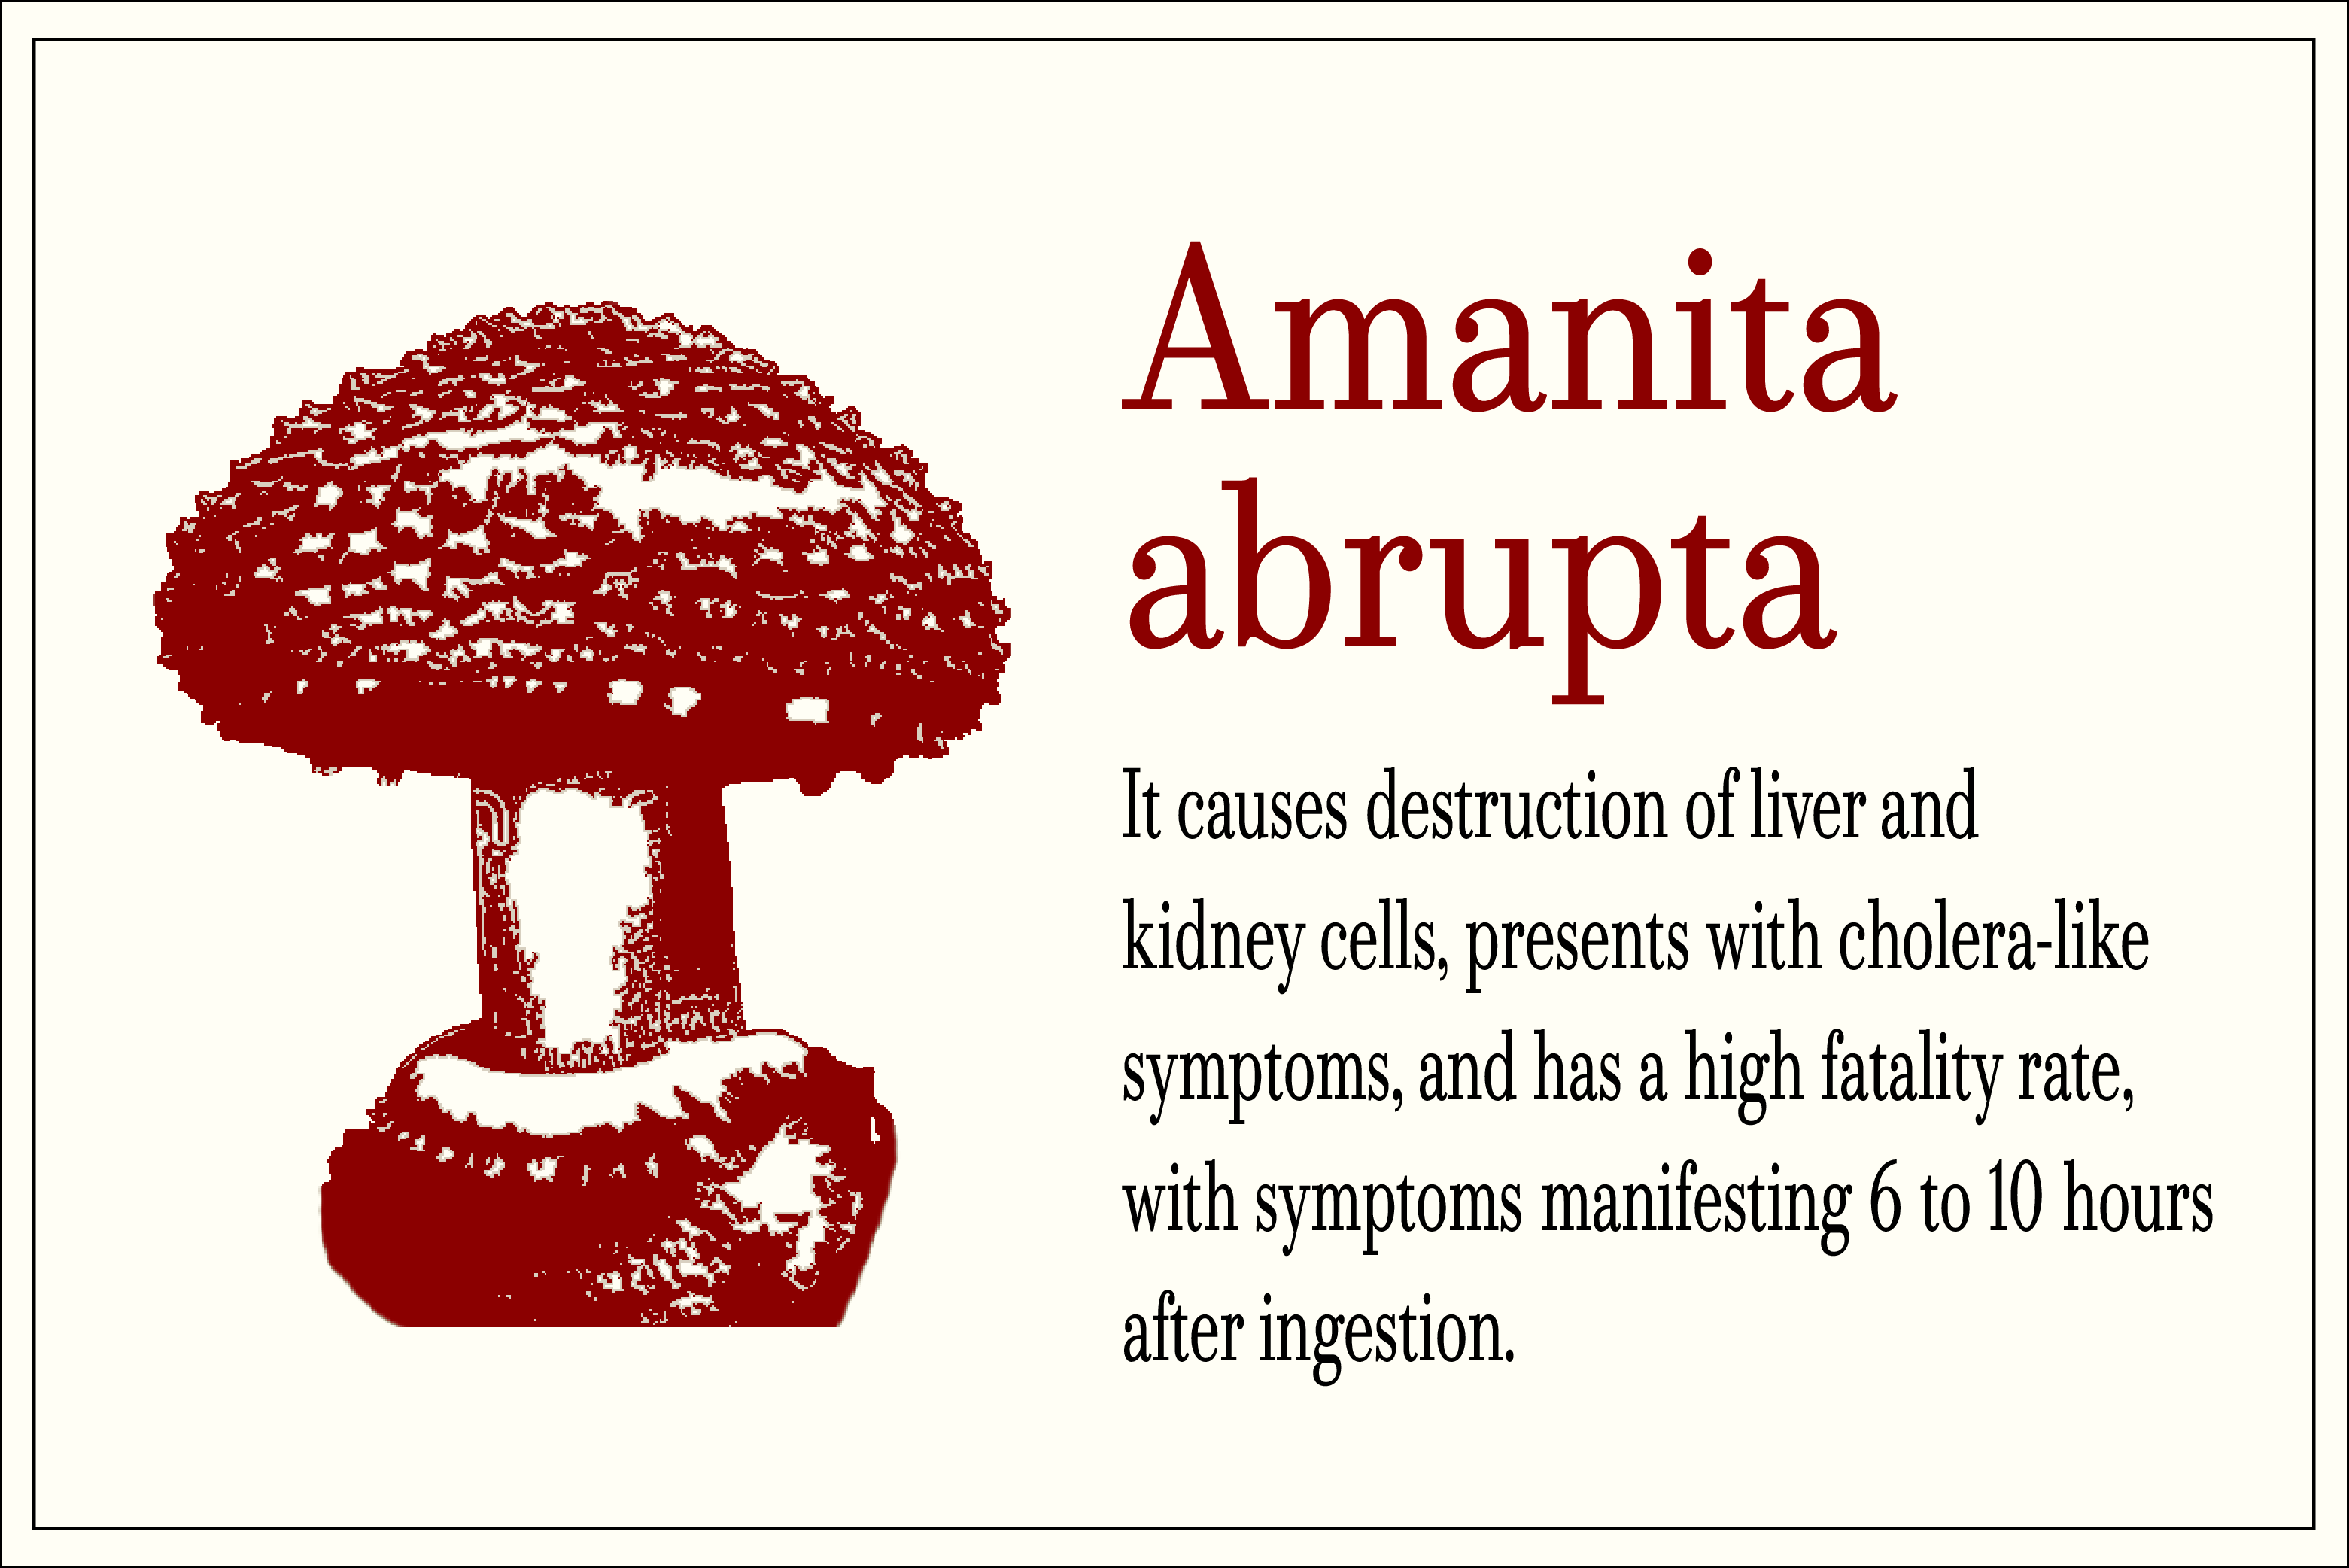 Amanita
abrupta
It causes destruction of liver and
kidney cells, presents with cholera-like
symptoms, and has a high fatality rate,
with symptoms manifesting 6 to 10 hours
after ingestion.